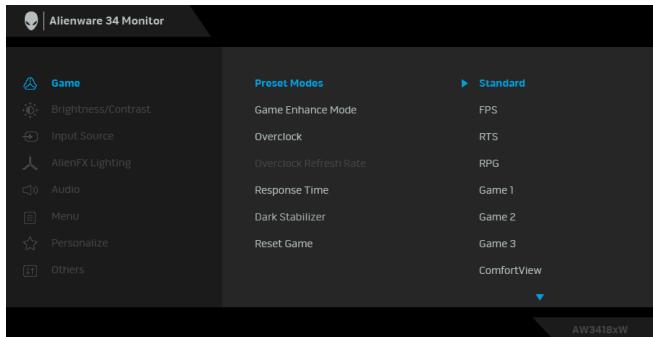 Alienware 34 Monitor
Game
Preset Modes
Standard
Brightness/Contrast
Game Enhance Mode
FPS
Input Source
Overclock
RTS
AlienFX Lighting
Overclock Refresh Rate
RPG
Audio
Response Time
Game 1
Menu
Dark Stabilizer
Game 2
Personalize
Reset Game
Game 3
Others
ComfortView
AW3418xW